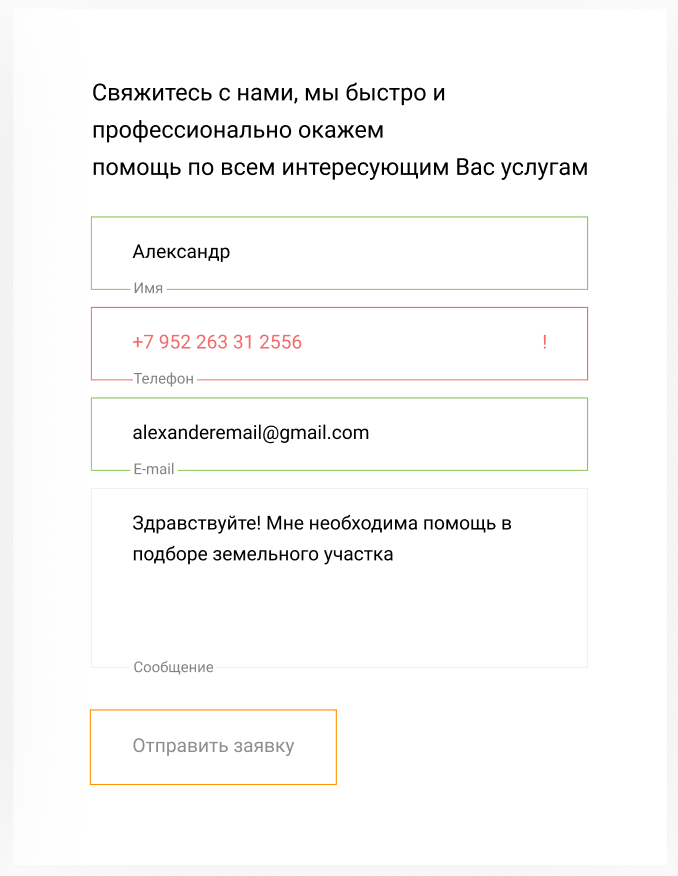 Свяжитесь с нами, мы быстро и
профессионально окажем
помощь по всем интересующим Вас услугам
Александр
Имя
+7 952 263 31 2556 !
Телефон
alexanderemail@gmail.com
E-mail
Здравствуйте! Мне необходима помощь в
подборе земельного участка
Сообщение
Отправить заявку